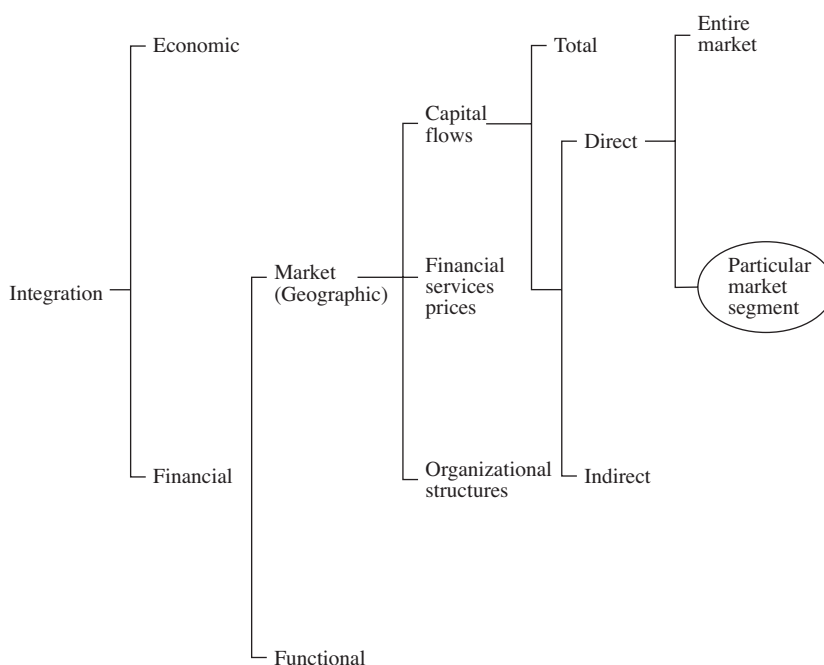 Integration
Economic
Financial
Market
(Geographic)
Functional
Capital
flows
Financial
services
prices
Organizational
structures
Total
Direct
Indirect
Entire
market
Particular
market
segment